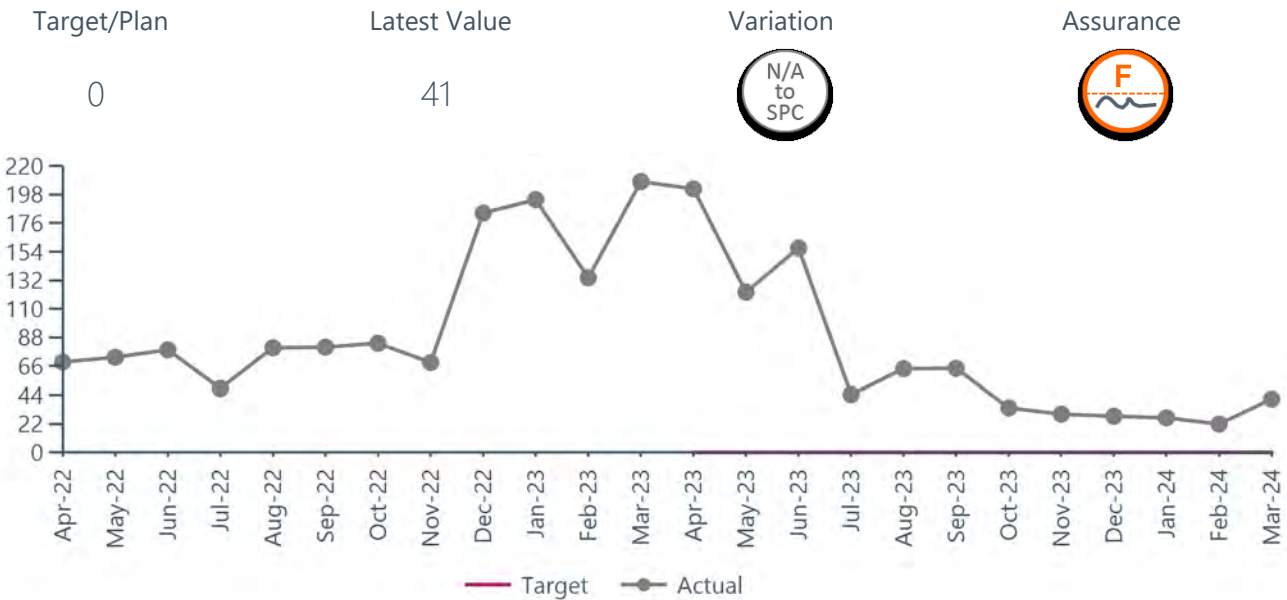 Target/Plan Latest Value Variation Assurance
0 41 N/A to SPC F
220
198
176
154
132
110
88
66
44
22
0
Apr-22 May-22 Jun-22 Jul-22 Aug-22 Sep-22 Oct-22 Nov-22 Dec-22 Jan-23 Feb-23 Mar-23 Apr-23 May-23 Jun-23 Jul-23 Aug-23 Sep-23 Oct-23 Nov-23 Dec-23 Jan-24 Feb-24 Mar-24
Target Actual